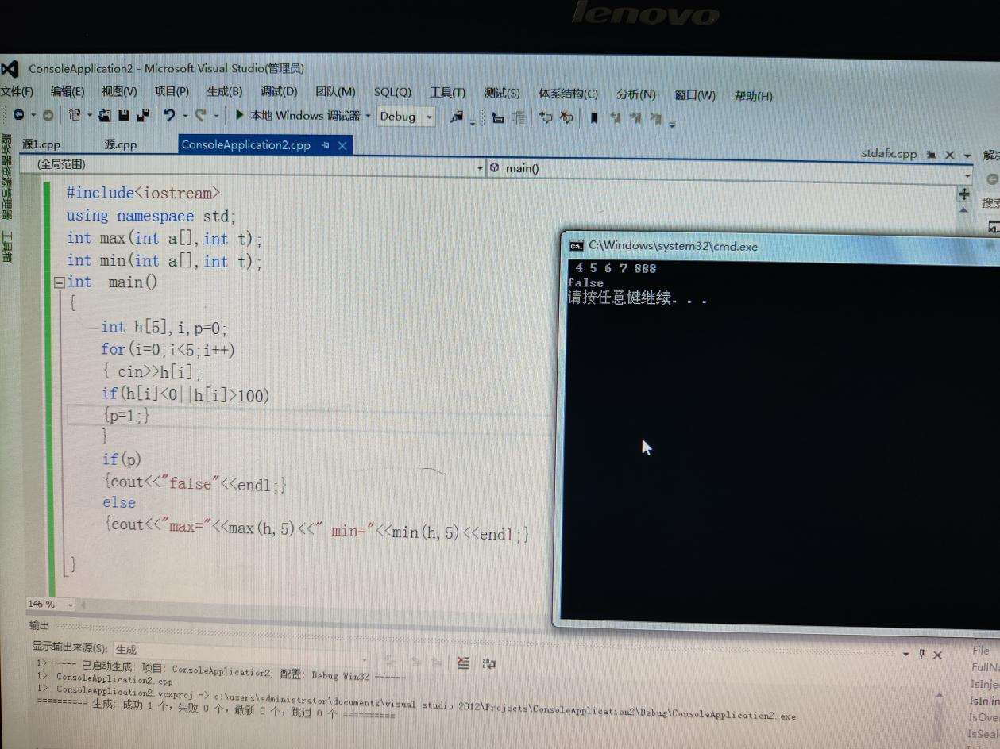 lenovo
ConsoleApplication2 - Microsoft Visual Studio(管理员)
文件(F) 编辑(E) 视图(V) 项目(P) 生成(B) 调试(D) 团队(M) SQL(Q) 工具(T) 测试(S) 体系结构(C) 分析(N) 窗口(W) 帮助(H)
本地 Windows 调试器 Debug
服务器资源管理器 工具箱
源1.cpp 源.cpp ConsoleApplication2.cpp stdafx.cpp
(全局范围) main()
#include<iostream>
using namespace std;
int max(int a[],int t);
int min(int a[],int t);
int main()
{
int h[5],i,p=0;
for(i=0;i<5;i++)
{ cin>>h[i];
if(h[i]<0||h[i]>100)
{p=1;}
}
if(p)
{cout<<"false"<<endl;}
else
{cout<<"max="<<max(h,5)<<" min="<<min(h,5)<<endl;}
}
C:\Windows\system32\cmd.exe
4 5 6 7 888
false
请按任意键继续. . .
146 %
输出
显示输出来源(S): 生成
1>------ 已启动生成: 项目: ConsoleApplication2, 配置: Debug Win32 ------
1> ConsoleApplication2.cpp
1> ConsoleApplication2.vcxproj -> c:\users\administrator\documents\visual studio 2012\Projects\ConsoleApplication2\Debug\ConsoleApplication2.exe
========== 生成: 成功 1 个，失败 0 个，最新 0 个，跳过 0 个 ==========
File